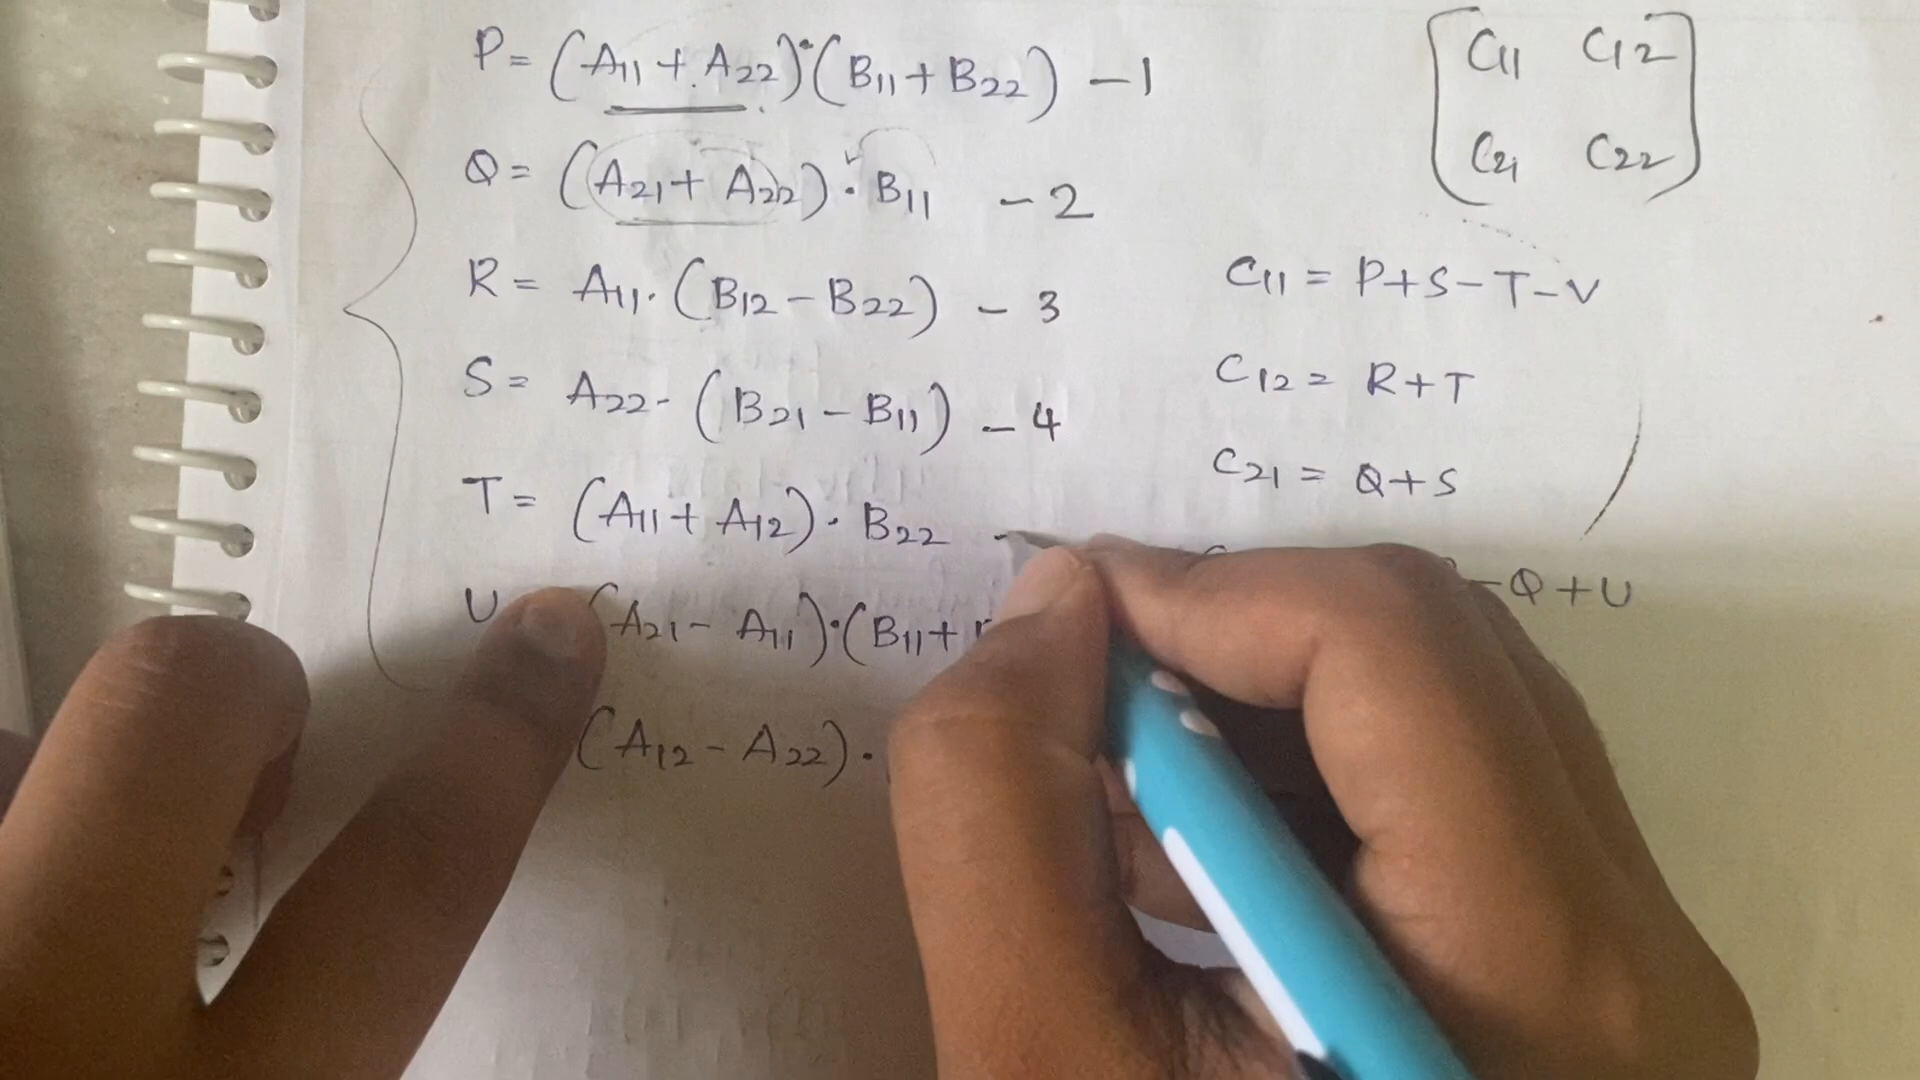 P = (A11 + A22)·(B11 + B22) - 1
Q = (A21 + A22)·B11 - 2
R = A11·(B12 - B22) - 3
S = A22·(B21 - B11) - 4
T = (A11 + A12)·B22 -
U (A21 - A11)·(B11 +
(A12 - A22)·
C11 C12
C21 C22
C11 = P+S-T-V
C12 = R+T
C21 = Q+S
-Q+U